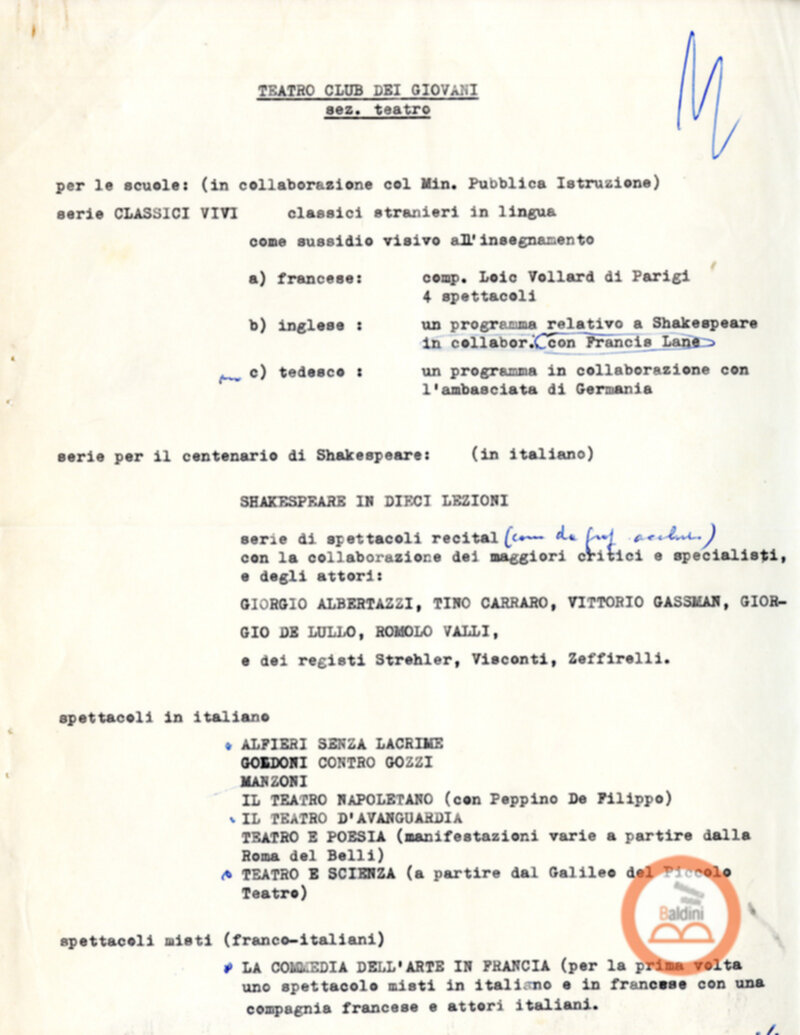 TEATRO CLUB DEI GIOVANI
sez. teatro
per le scuole: (in collaborazione col Min. Pubblica Istruzione)
serie CLASSICI VIVI classici stranieri in lingua
come sussidio visivo all'insegnamento
a) francese: comp. Loic Vollard di Parigi
4 spettacoli
b) inglese : un programma relativo a Shakespeare
in collabor. (con Francis Lane
c) tedesco : un programma in collaborazione con
l'ambasciata di Germania
serie per il centenario di Shakespeare: (in italiano)
SHAKESPEARE IN DIECI LEZIONI
serie di spettacoli recital (come da
con la collaborazione dei maggiori critici e specialisti,
e degli attori:
GIORGIO ALBERTAZZI, TINO CARRARO, VITTORIO GASSMAN, GIOR-
GIO DE LULLO, ROMOLO VALLI,
e dei registi Strehler, Visconti, Zeffirelli.
spettacoli in italiano
ALFIERI SENZA LACRIME
GOLDONI CONTRO GOZZI
MANZONI
IL TEATRO NAPOLETANO (con Peppino De Filippo)
IL TEATRO D'AVANGUARDIA
TEATRO E POESIA (manifestazioni varie a partire dalla
Roma del Belli)
TEATRO E SCIENZA (a partire dal Galileo del Piccolo
Teatro)
Biblioteca
statale
Baldini
spettacoli misti (franco-italiani)
LA COMMEDIA DELL'ARTE IN FRANCIA (per la prima volta
uno spettacolo misti in italiano e in francese con una
compagnia francese e attori italiani.